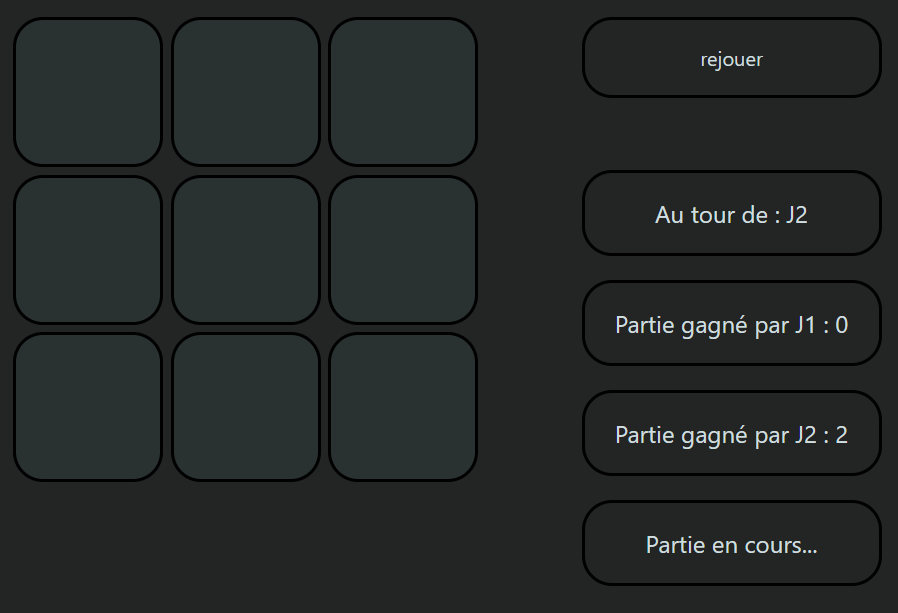 rejouer
Au tour de : J2
Partie gagné par J1 : 0
Partie gagné par J2 : 2
Partie en cours...